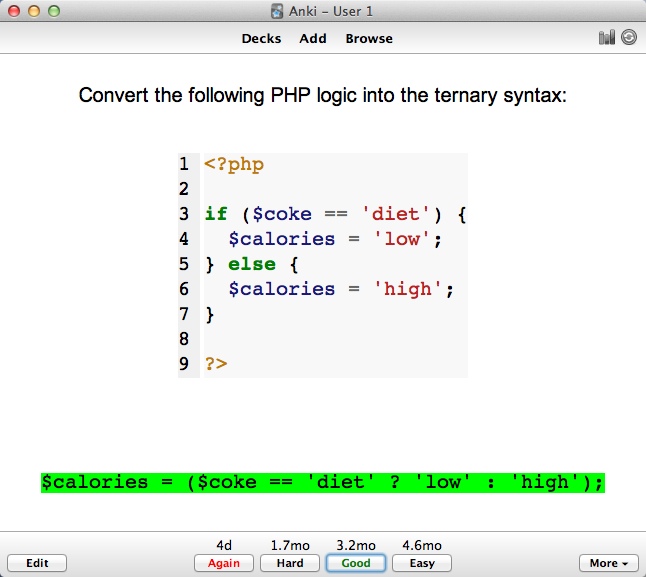 Anki - User 1
Decks Add Browse
Convert the following PHP logic into the ternary syntax:
1 <?php
2
3 if ($coke == 'diet') {
4   $calories = 'low';
5 } else {
6   $calories = 'high';
7 }
8
9 ?>
$calories = ($coke == 'diet' ? 'low' : 'high');
4d 1.7mo 3.2mo 4.6mo
Edit Again Hard Good Easy More